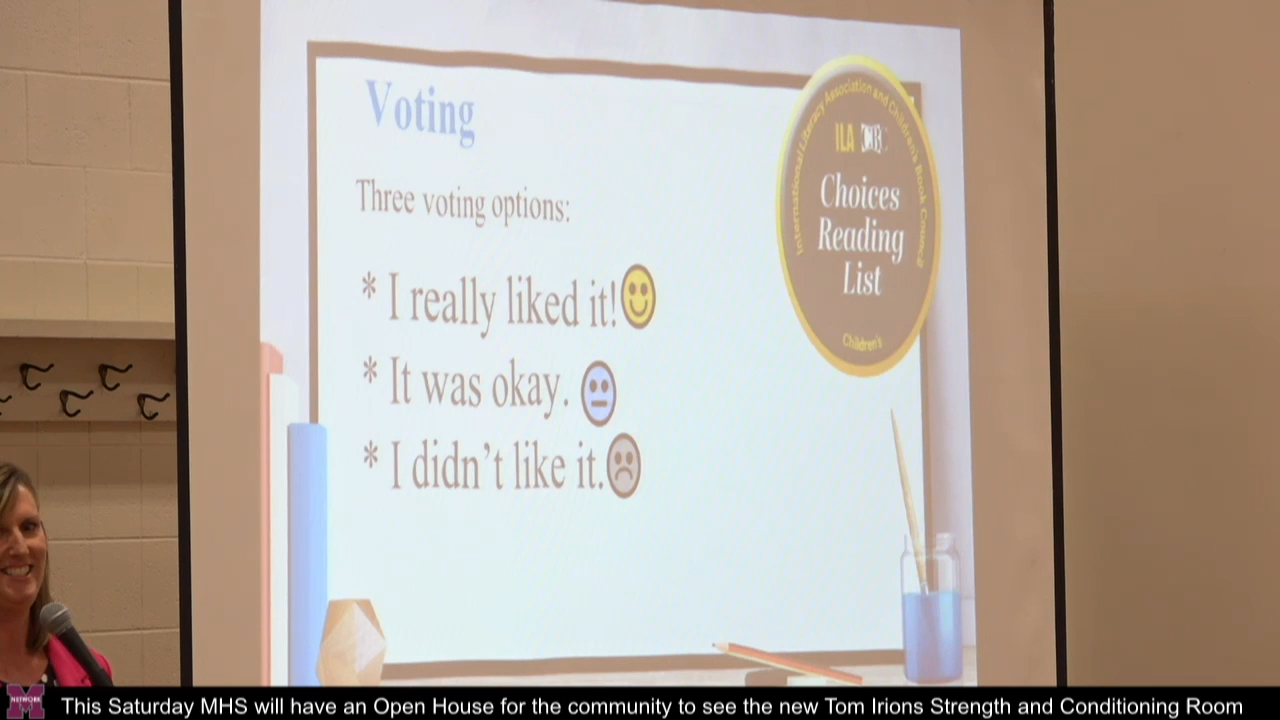 Voting
Three voting options:
* I really liked it!
* It was okay.
* I didn't like it.
International Literacy Association and Children's Book Council
ILA CBC
Choices
Reading
List
Children's
M
NETWORK
This Saturday MHS will have an Open House for the community to see the new Tom Irions Strength and Conditioning Room